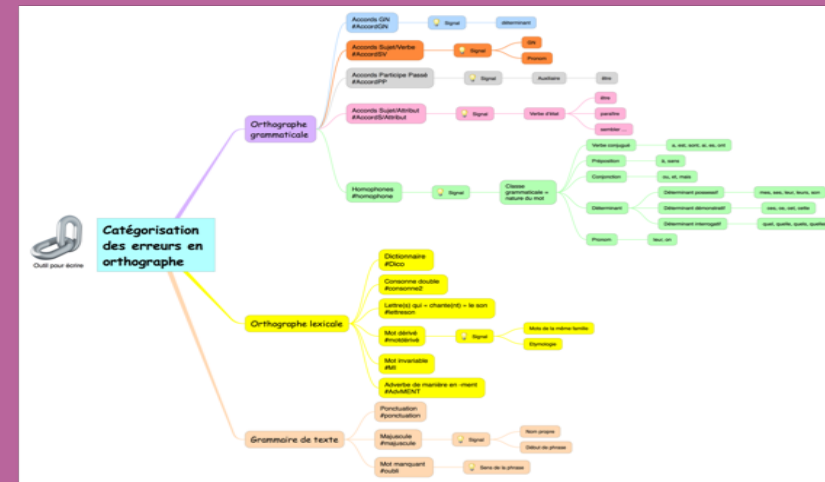 Outil pour écrire
Catégorisation
des erreurs en
orthographe
Orthographe
grammaticale
Accords GN
#AccordGN
Signal
déterminant
Accords Sujet/Verbe
#AccordSV
Signal
GN
Pronom
Accords Participe Passé
#AccordPP
Signal
Auxiliaire
être
Accords Sujet/Attribut
#AccordS/Attribut
Signal
Verbe d'état
être
paraître
sembler ...
Homophones
#homophone
Signal
Classe
grammaticale =
nature du mot
Verbe conjugué
a, est, sont, ai, es, ont
Préposition
à, sans
Conjonction
ou, et, mais
Déterminant
Déterminant possessif
mes, ses, leur, leurs, son
Déterminant démonstratif
ces, ce, cet, cette
Déterminant interrogatif
quel, quelle, quels, quelles
Pronom
leur, on
Orthographe lexicale
Dictionnaire
#Dico
Consonne double
#consonne2
Lettre(s) qui « chante(nt) » le son
#lettreson
Mot dérivé
#motdérivé
Signal
Mots de la même famille
Etymologie
Mot invariable
#MI
Adverbe de manière en -ment
#AdvMENT
Grammaire de texte
Ponctuation
#ponctuation
Majuscule
#majuscule
Signal
Nom propre
Début de phrase
Mot manquant
#oubli
Sens de la phrase